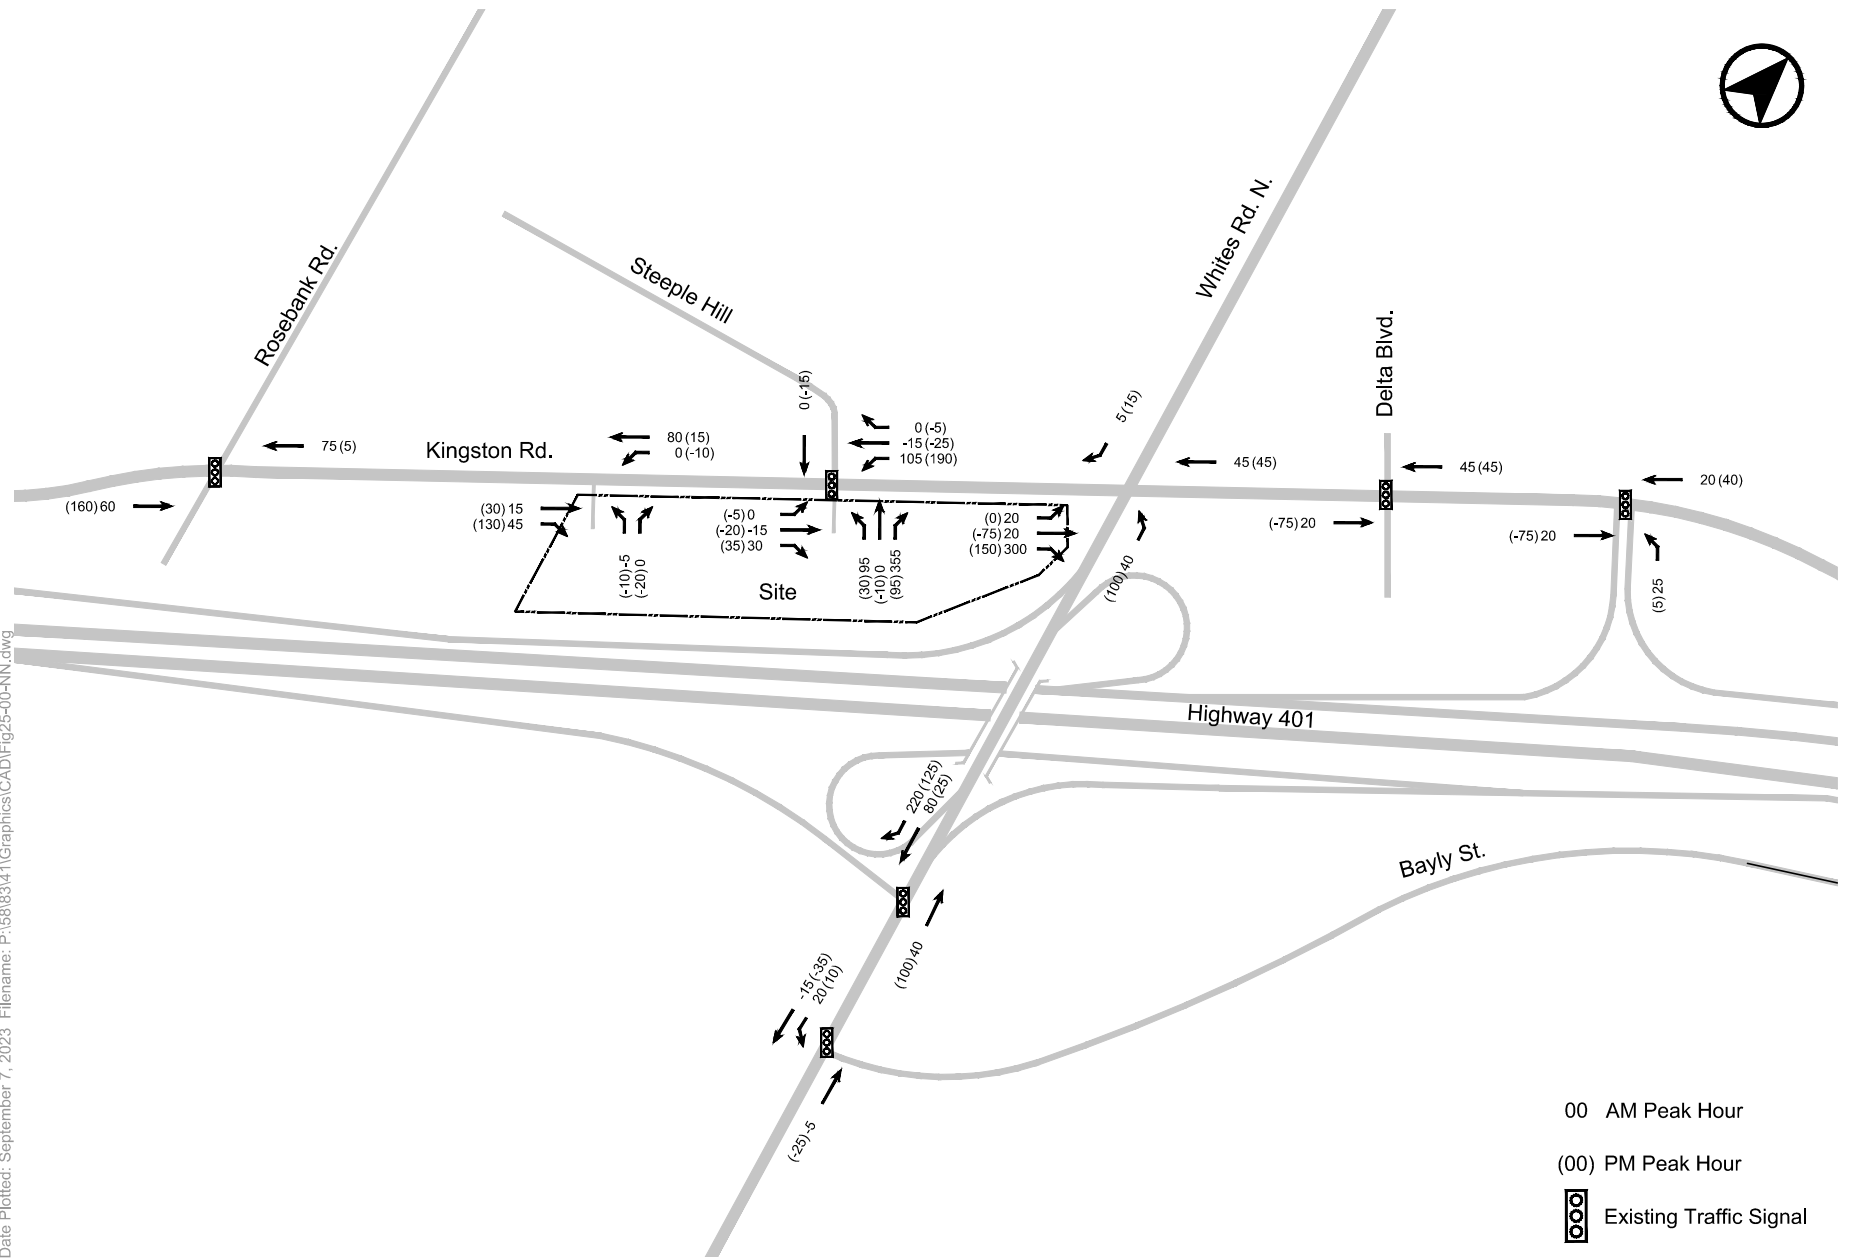 Rosebank Rd.
Steeple Hill
Whites Rd. N.
Delta Blvd.
Kingston Rd.
75 (5)
(160) 60
80 (15)
0 (-10)
0 (-15)
0 (-5)
-15 (-25)
105 (190)
5 (15)
45 (45)
45 (45)
20 (40)
(30) 15
(130) 45
(-10) -5
(-20) 0
(-5) 0
(-20) -15
(35) 30
(30) 95
(-10) 0
(95) 355
(0) 20
(-75) 20
(150) 300
(100) 40
(-75) 20
(-75) 20
(5) 25
Site
Highway 401
220 (125)
80 (25)
Bayly St.
(100) 40
-15 (-35)
20 (10)
(-25) -5
00 AM Peak Hour
(00) PM Peak Hour
Existing Traffic Signal
Date Plotted: September 7, 2023 Filename: P:\58\83\41\Graphics\CAD\Fig25-00-NN.dwg